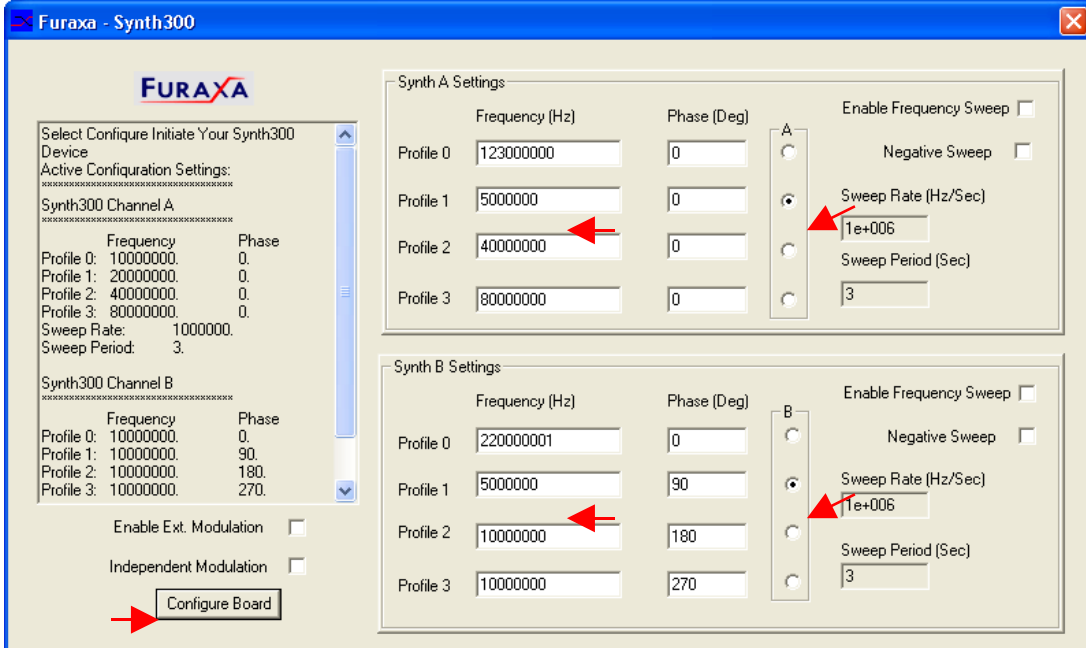 Furaxa - Synth300
FURAXA
Select Configure Initiate Your Synth300
Device
Active Configuration Settings:
**********************************
Synth300 Channel A
**********************************
Frequency Phase
Profile 0: 10000000. 0.
Profile 1: 20000000. 0.
Profile 2: 40000000. 0.
Profile 3: 80000000. 0.
Sweep Rate: 1000000.
Sweep Period: 3.
Synth300 Channel B
**********************************
Frequency Phase
Profile 0: 10000000. 0.
Profile 1: 10000000. 90.
Profile 2: 10000000. 180.
Profile 3: 10000000. 270.
Enable Ext. Modulation
Independent Modulation
Configure Board
Synth A Settings
Frequency (Hz) Phase (Deg) A
Profile 0 123000000 0
Profile 1 5000000 0
Profile 2 40000000 0
Profile 3 80000000 0
Enable Frequency Sweep
Negative Sweep
Sweep Rate (Hz/Sec)
1e+006
Sweep Period (Sec)
3
Synth B Settings
Frequency (Hz) Phase (Deg) B
Profile 0 220000001 0
Profile 1 5000000 90
Profile 2 10000000 180
Profile 3 10000000 270
Enable Frequency Sweep
Negative Sweep
Sweep Rate (Hz/Sec)
1e+006
Sweep Period (Sec)
3